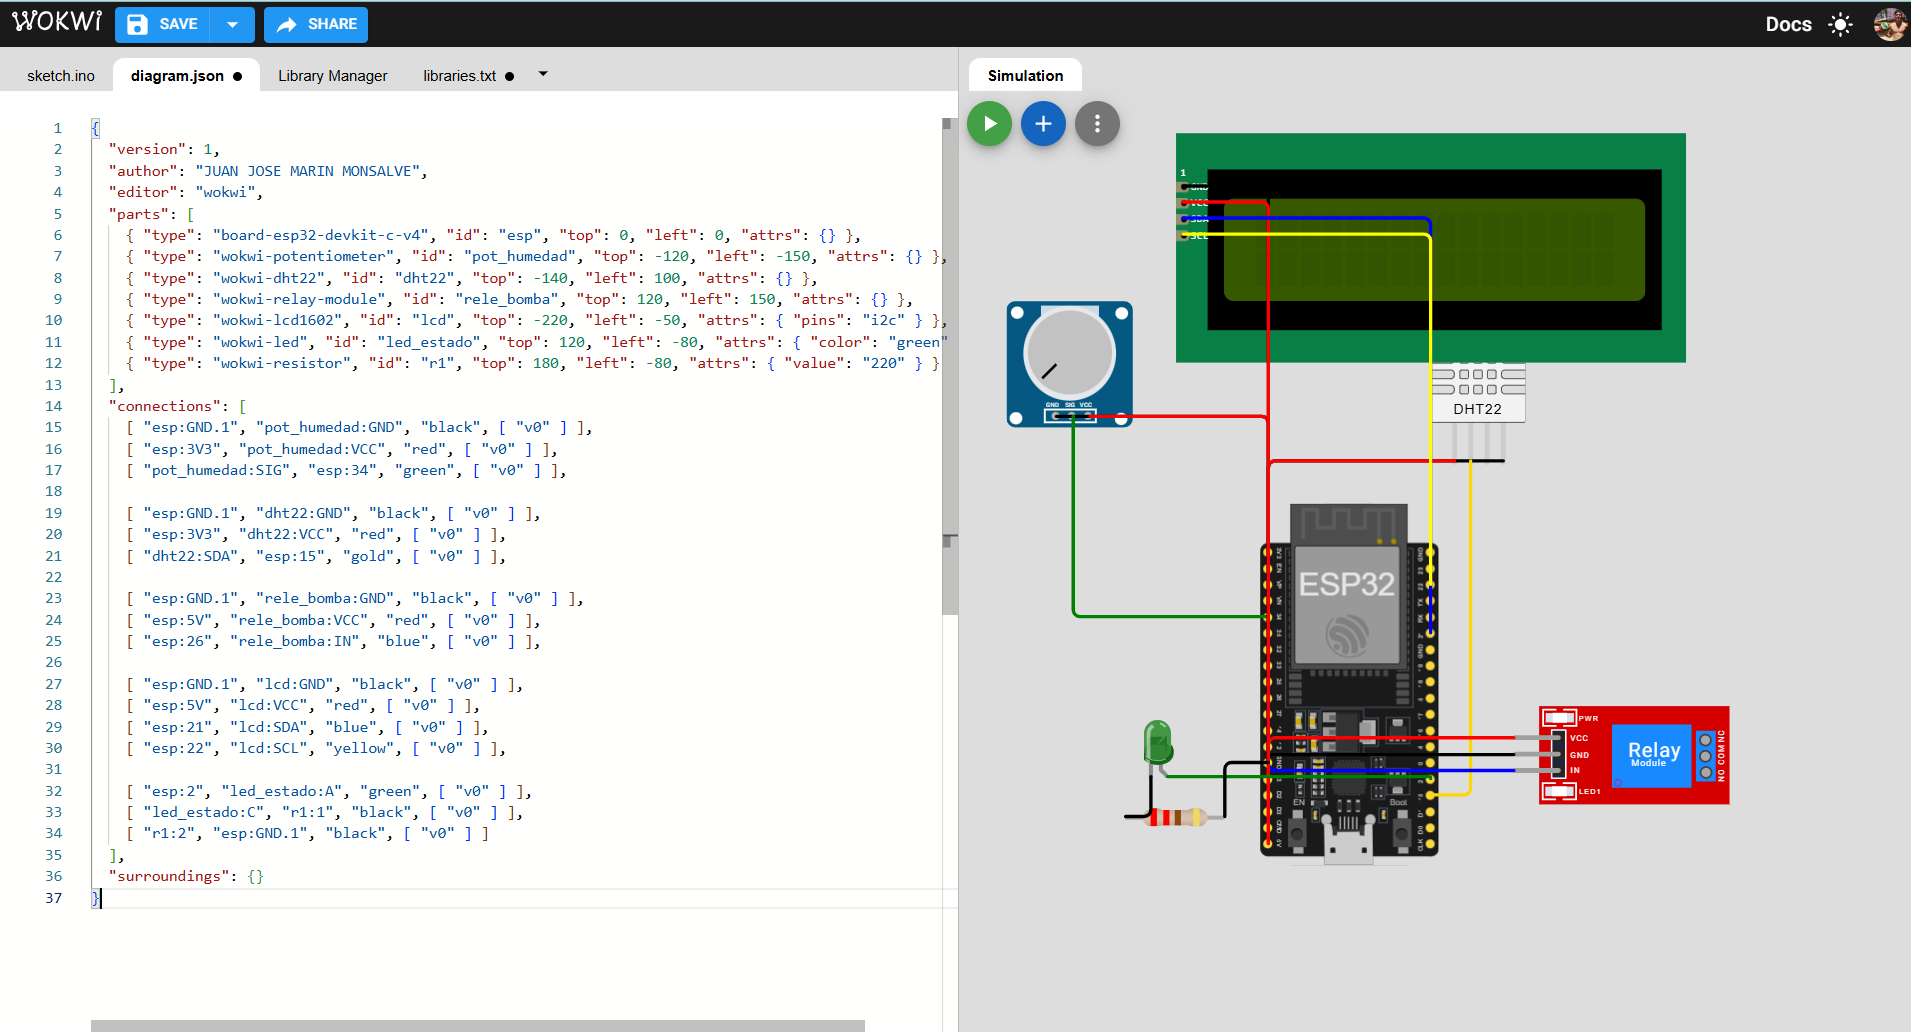 WOKWI SAVE SHARE Docs
sketch.ino diagram.json ● Library Manager libraries.txt ●
Simulation
1 {
2 "version": 1,
3 "author": "JUAN JOSE MARIN MONSALVE",
4 "editor": "wokwi",
5 "parts": [
6 { "type": "board-esp32-devkit-c-v4", "id": "esp", "top": 0, "left": 0, "attrs": {} },
7 { "type": "wokwi-potentiometer", "id": "pot_humedad", "top": -120, "left": -150, "attrs": {} },
8 { "type": "wokwi-dht22", "id": "dht22", "top": -140, "left": 100, "attrs": {} },
9 { "type": "wokwi-relay-module", "id": "rele_bomba", "top": 120, "left": 150, "attrs": {} },
10 { "type": "wokwi-lcd1602", "id": "lcd", "top": -220, "left": -50, "attrs": { "pins": "i2c" } },
11 { "type": "wokwi-led", "id": "led_estado", "top": 120, "left": -80, "attrs": { "color": "green"
12 { "type": "wokwi-resistor", "id": "r1", "top": 180, "left": -80, "attrs": { "value": "220" } }
13 ],
14 "connections": [
15 [ "esp:GND.1", "pot_humedad:GND", "black", [ "v0" ] ],
16 [ "esp:3V3", "pot_humedad:VCC", "red", [ "v0" ] ],
17 [ "pot_humedad:SIG", "esp:34", "green", [ "v0" ] ],
18
19 [ "esp:GND.1", "dht22:GND", "black", [ "v0" ] ],
20 [ "esp:3V3", "dht22:VCC", "red", [ "v0" ] ],
21 [ "dht22:SDA", "esp:15", "gold", [ "v0" ] ],
22
23 [ "esp:GND.1", "rele_bomba:GND", "black", [ "v0" ] ],
24 [ "esp:5V", "rele_bomba:VCC", "red", [ "v0" ] ],
25 [ "esp:26", "rele_bomba:IN", "blue", [ "v0" ] ],
26
27 [ "esp:GND.1", "lcd:GND", "black", [ "v0" ] ],
28 [ "esp:5V", "lcd:VCC", "red", [ "v0" ] ],
29 [ "esp:21", "lcd:SDA", "blue", [ "v0" ] ],
30 [ "esp:22", "lcd:SCL", "yellow", [ "v0" ] ],
31
32 [ "esp:2", "led_estado:A", "green", [ "v0" ] ],
33 [ "led_estado:C", "r1:1", "black", [ "v0" ] ],
34 [ "r1:2", "esp:GND.1", "black", [ "v0" ] ]
35 ],
36 "surroundings": {}
37 }
1
GND
VCC
SDA
SCL
GND SIG VCC
DHT22
ESP32
EN Boot
PWR
VCC
GND
IN
LED1
Relay
Module
NO COM NC